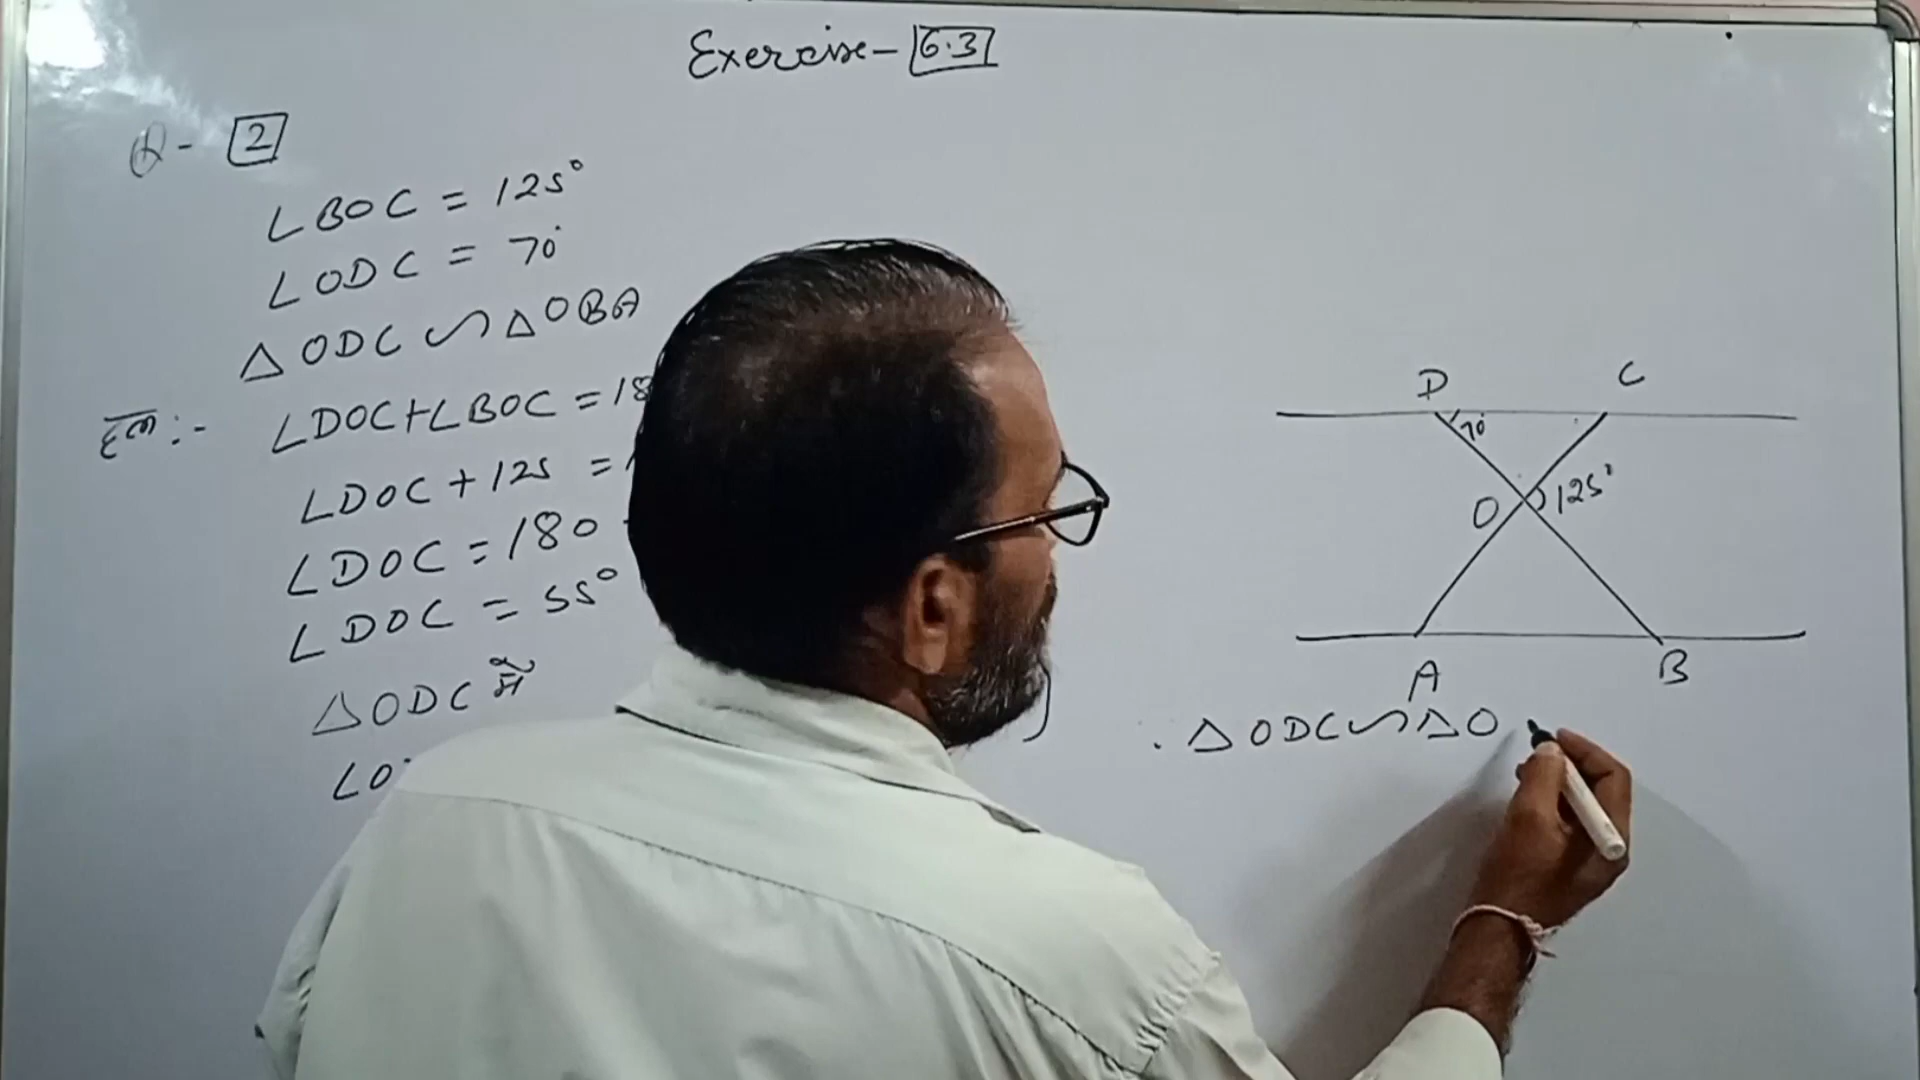 Exercise- 6.3
Q- 2
∠BOC = 125°
∠ODC = 70°
△ODC ∽ △OBA
हल:- ∠DOC+∠BOC = 18
∠DOC + 125 =
∠DOC = 180
∠DOC = 55°
△ODC में
∠O
D C
70°
O 125°
A B
△ODC ∽ △O